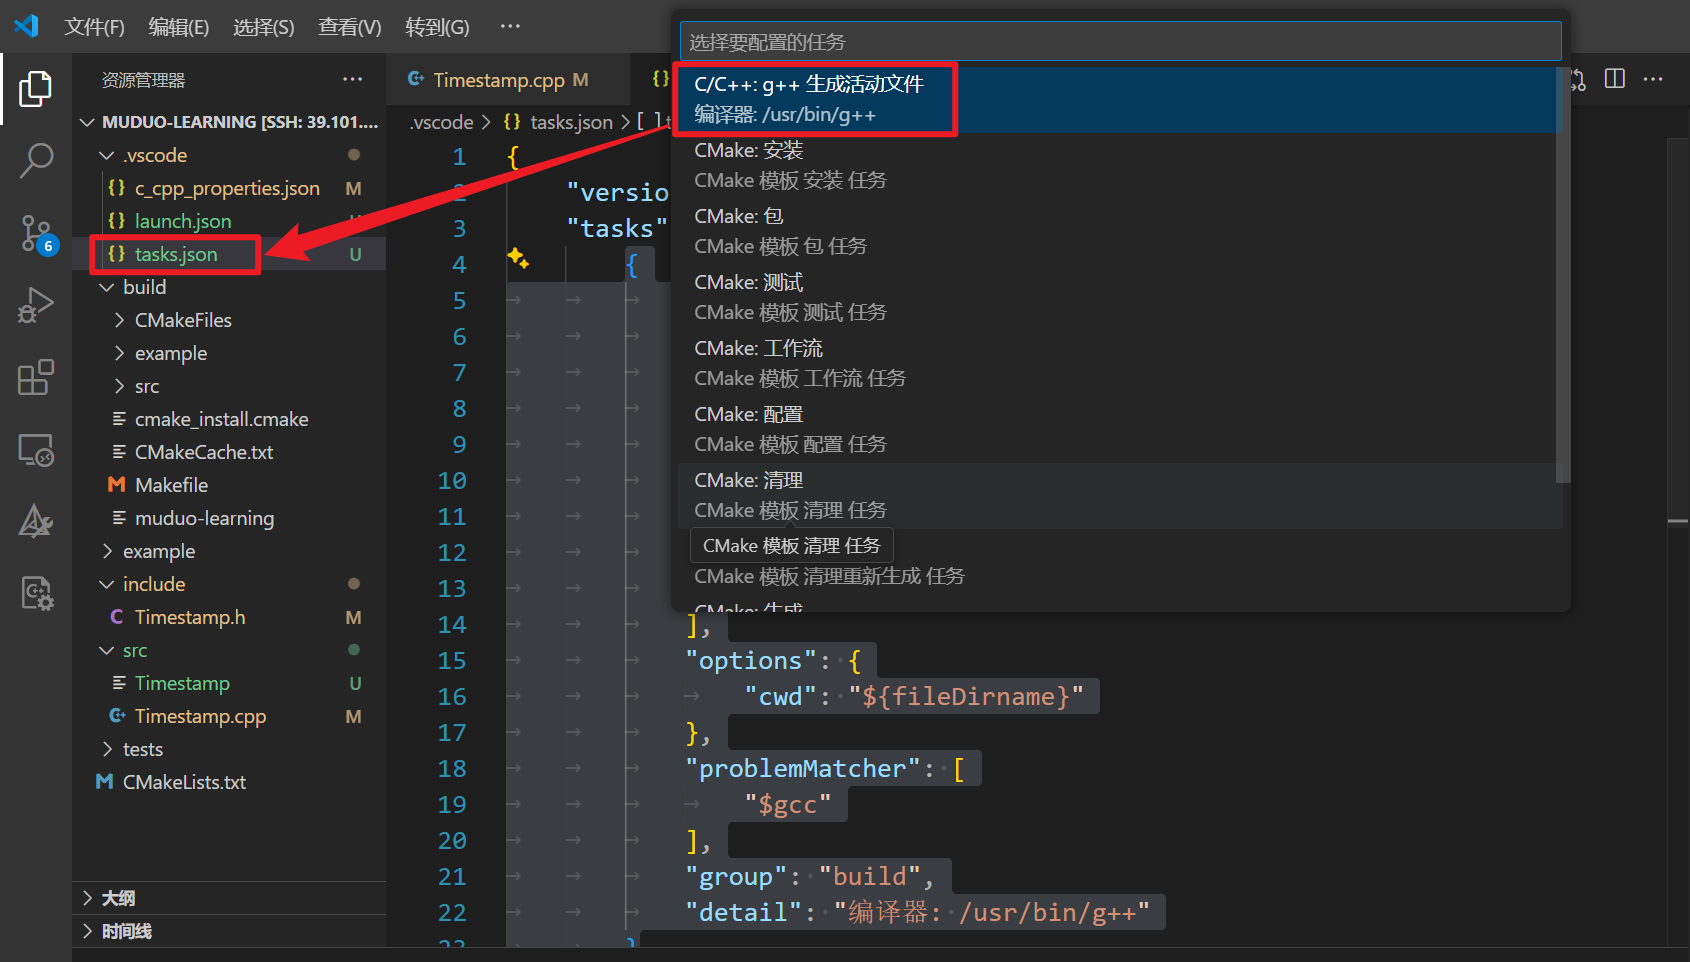 文件(F) 编辑(E) 选择(S) 查看(V) 转到(G) ···
选择要配置的任务
C/C++: g++ 生成活动文件
编译器: /usr/bin/g++
CMake: 安装
CMake 模板 安装 任务
CMake: 包
CMake 模板 包 任务
CMake: 测试
CMake 模板 测试 任务
CMake: 工作流
CMake 模板 工作流 任务
CMake: 配置
CMake 模板 配置 任务
CMake: 清理
CMake 模板 清理 任务
CMake 模板 清理 任务
CMake 模板 清理重新生成 任务
CMake: 生成
资源管理器 ···
MUDUO-LEARNING [SSH: 39.101....
.vscode
{} c_cpp_properties.json M
{} launch.json U
{} tasks.json U
build
CMakeFiles
example
src
cmake_install.cmake
CMakeCache.txt
Makefile
muduo-learning
example
include
C Timestamp.h M
src
Timestamp U
Timestamp.cpp M
tests
CMakeLists.txt
大纲
时间线
6
Timestamp.cpp M {}
.vscode > {} tasks.json > [ ] t
1 {
2 "versio
3 "tasks"
4 {
5
6
7
8
9
10
11
12
13
14 ],
15 "options": {
16 "cwd": "${fileDirname}"
17 },
18 "problemMatcher": [
19 "$gcc"
20 ],
21 "group": "build",
22 "detail": "编译器: /usr/bin/g++"
23 }